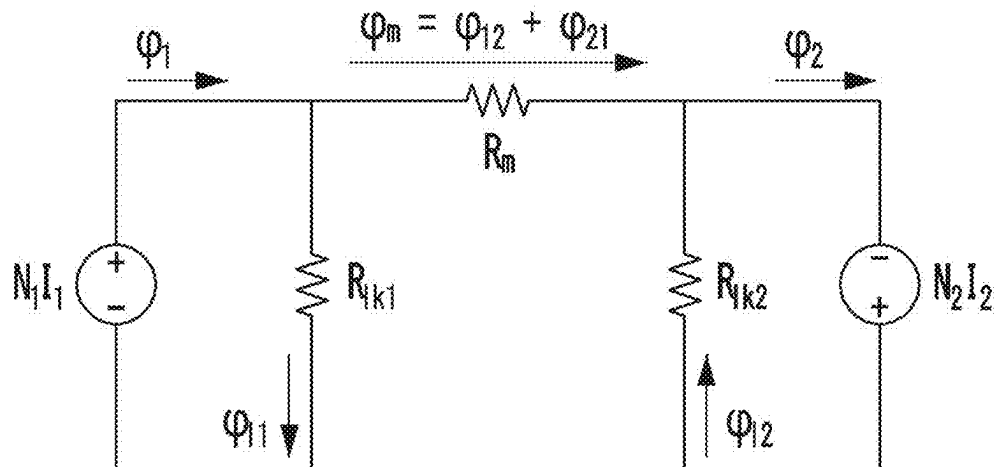 φ₁
φₘ = φ₁₂ + φ₂₁
φ₂
Rₘ
N₁I₁
+
-
Rₗₖ₁
Rₗₖ₂
-
+
N₂I₂
φₗ₁
φₗ₂